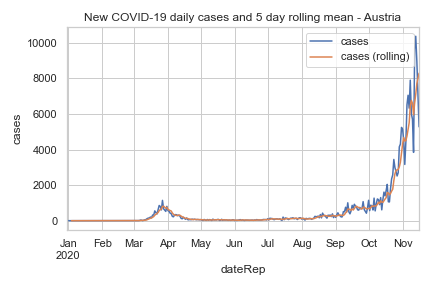 New COVID-19 daily cases and 5 day rolling mean - Austria
cases
cases (rolling)
10000
8000
6000
4000
2000
0
cases
Jan Feb Mar Apr May Jun Jul Aug Sep Oct Nov
2020
dateRep